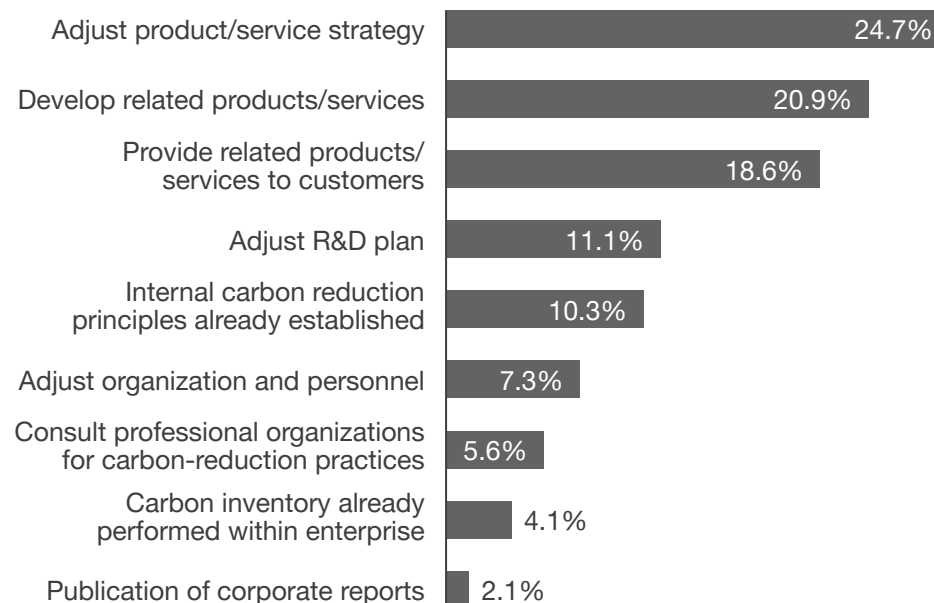 Adjust product/service strategy
24.7%
Develop related products/services
20.9%
Provide related products/
services to customers
18.6%
Adjust R&D plan
11.1%
Internal carbon reduction
principles already established
10.3%
Adjust organization and personnel
7.3%
Consult professional organizations
for carbon-reduction practices
5.6%
Carbon inventory already
performed within enterprise
4.1%
Publication of corporate reports
2.1%